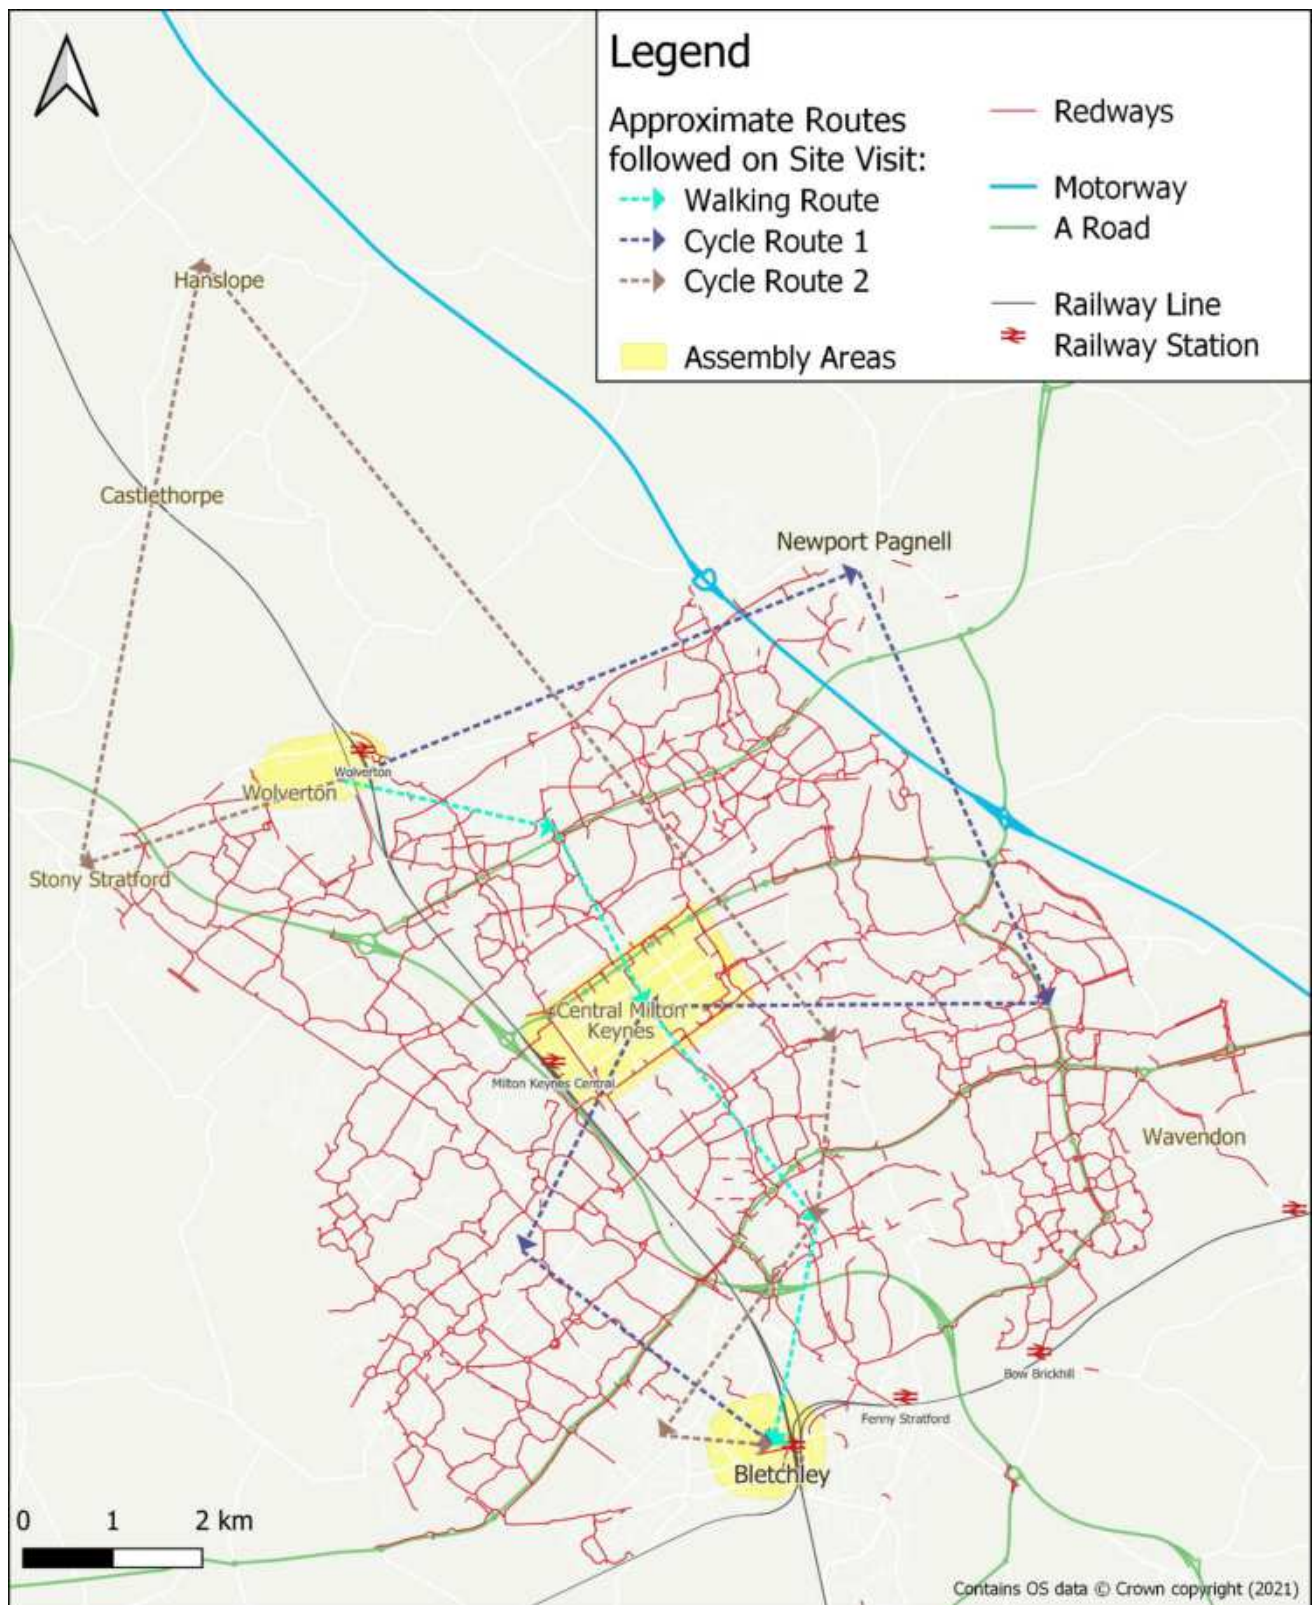 Legend
Approximate Routes
followed on Site Visit:
Walking Route
Cycle Route 1
Cycle Route 2
Assembly Areas
Redways
Motorway
A Road
Railway Line
Railway Station
Hanslope
Castlethorpe
Newport Pagnell
Wolverton
Wolverton
Stony Stratford
Central Milton
Keynes
Milton Keynes Central
Wavendon
Bow Brickhill
Fenny Stratford
Bletchley
0 1 2 km
Contains OS data © Crown copyright (2021)